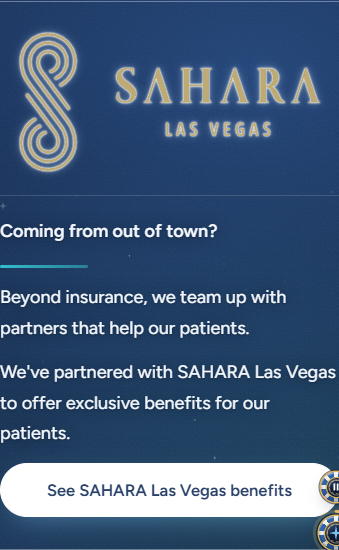 SAHARA
LAS VEGAS
Coming from out of town?
Beyond insurance, we team up with
partners that help our patients.
We've partnered with SAHARA Las Vegas
to offer exclusive benefits for our
patients.
See SAHARA Las Vegas benefits